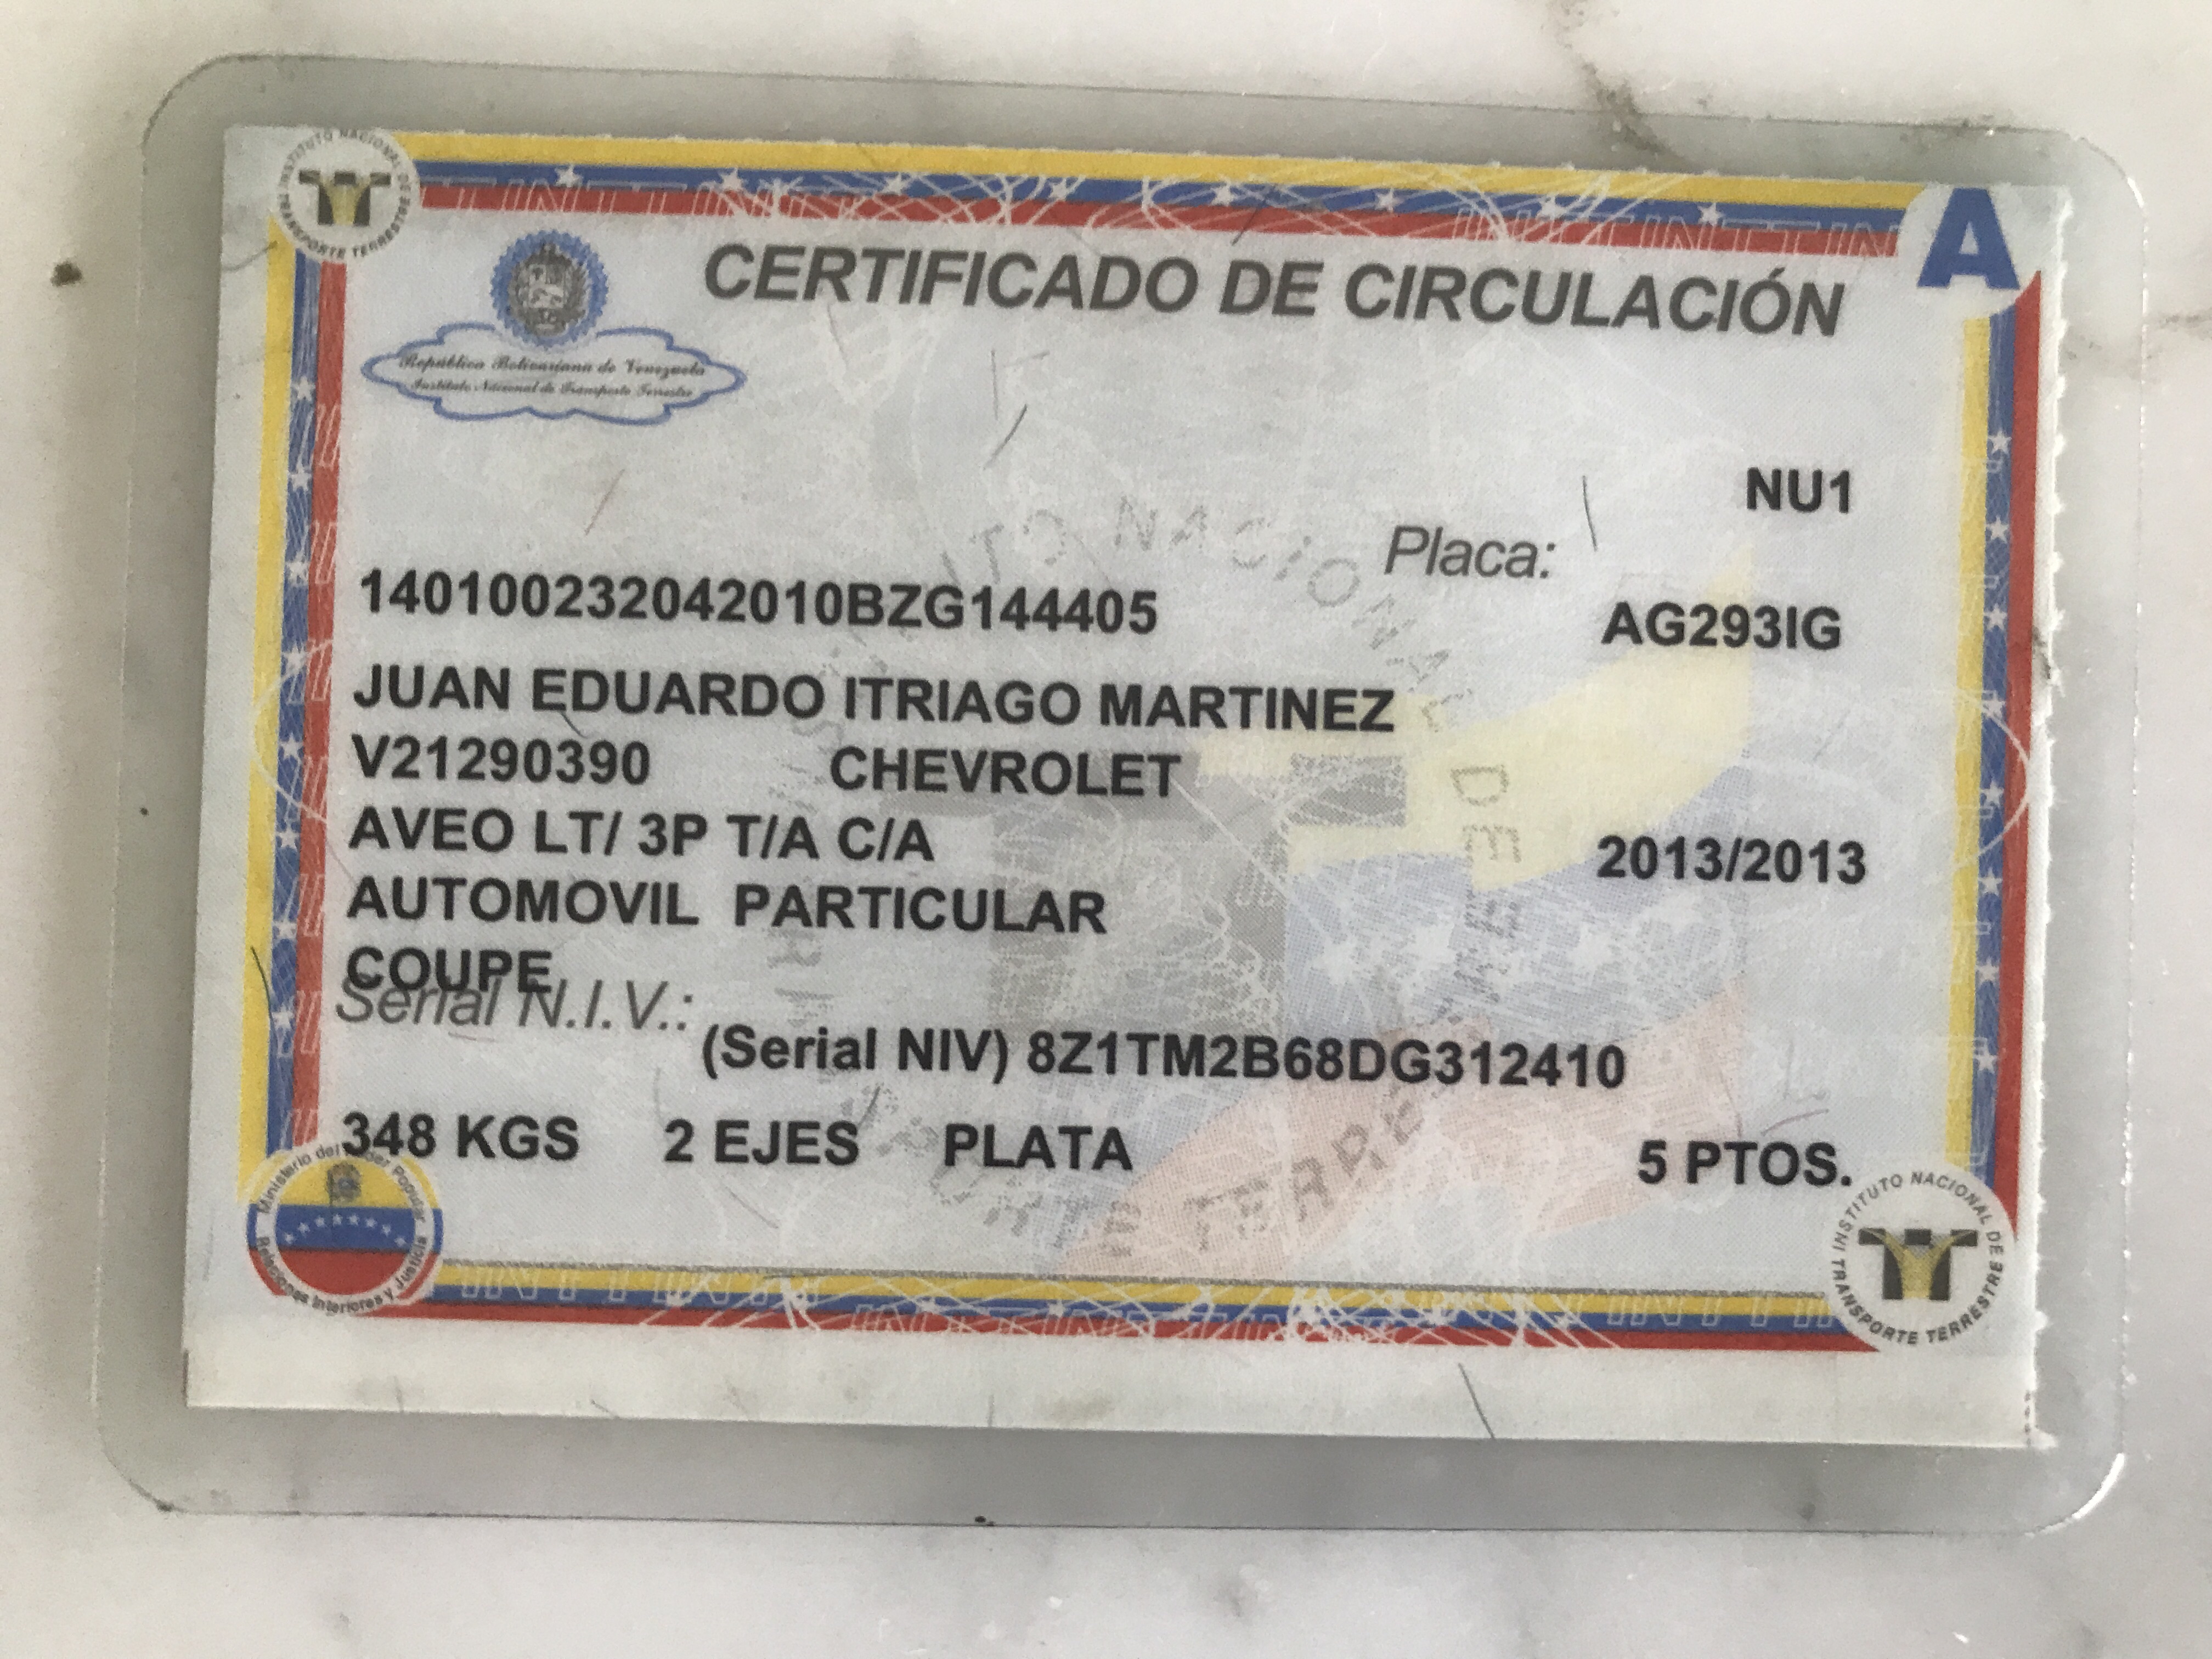 CERTIFICADO DE CIRCULACIÓN
A
INSTITUTO NACIONAL DE TRANSPORTE TERRESTRE
República Bolivariana de Venezuela
Instituto Nacional de Transporte Terrestre
NU1
Placa:
140100232042010BZG144405 AG293IG
JUAN EDUARDO ITRIAGO MARTINEZ
V21290390 CHEVROLET
AVEO LT/ 3P T/A C/A 2013/2013
AUTOMOVIL PARTICULAR
COUPE
Serial N.I.V.:
(Serial NIV) 8Z1TM2B68DG312410
348 KGS 2 EJES PLATA 5 PTOS.
Ministerio del Poder Popular
Relaciones Interiores y Justicia
INSTITUTO NACIONAL DE TRANSPORTE TERRESTRE